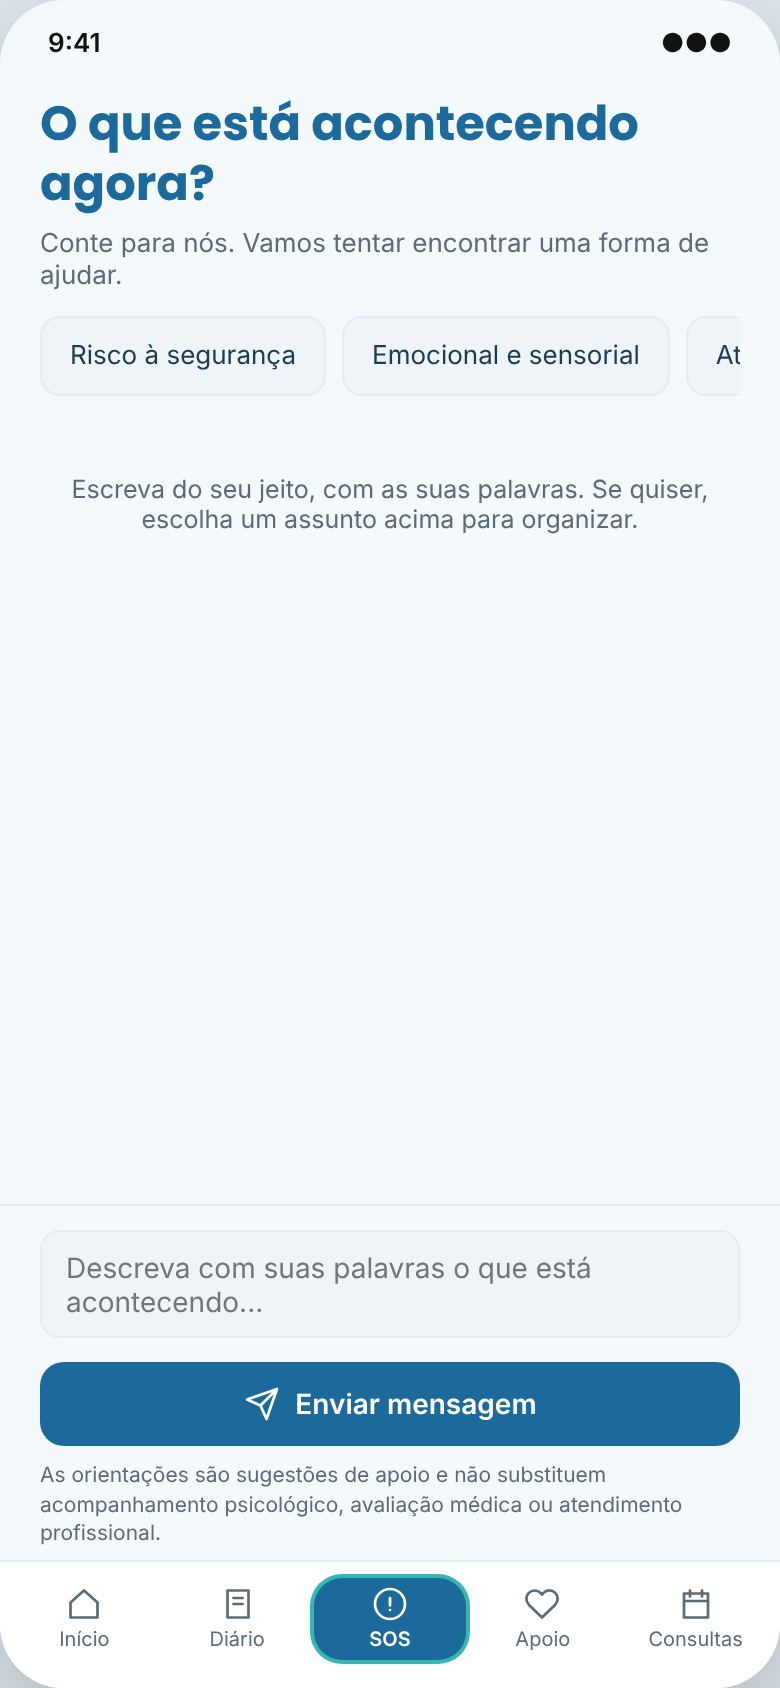 9:41
O que está acontecendo
agora?
Conte para nós. Vamos tentar encontrar uma forma de
ajudar.
Risco à segurança
Emocional e sensorial
At
Escreva do seu jeito, com as suas palavras. Se quiser,
escolha um assunto acima para organizar.
Descreva com suas palavras o que está
acontecendo...
Enviar mensagem
As orientações são sugestões de apoio e não substituem
acompanhamento psicológico, avaliação médica ou atendimento
profissional.
Início
Diário
SOS
Apoio
Consultas